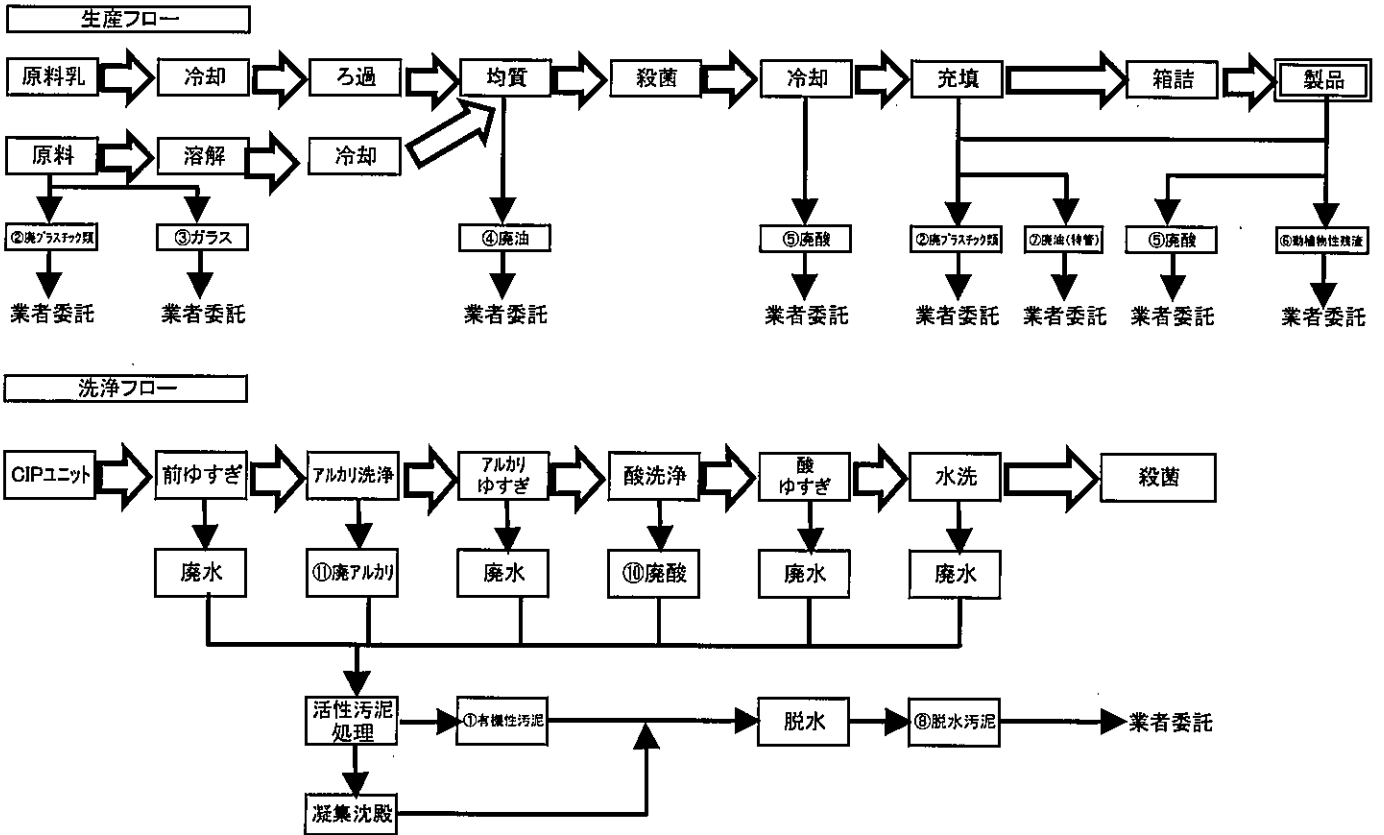 生産フロー
原料乳
冷却
ろ過
均質
殺菌
冷却
充填
箱詰
製品
原料
溶解
冷却
②廃プラスチック類
③ガラス
④廃油
⑤廃酸
②廃プラスチック類
⑦廃油(特管)
⑤廃酸
⑥動植物性残渣
業者委託
業者委託
業者委託
業者委託
業者委託
業者委託
業者委託
業者委託
洗浄フロー
CIPユニット
前ゆすぎ
アルカリ洗浄
アルカリ
ゆすぎ
酸洗浄
酸
ゆすぎ
水洗
殺菌
廃水
⑪廃アルカリ
廃水
⑩廃酸
廃水
廃水
活性汚泥
処理
①有機性汚泥
脱水
⑧脱水汚泥
業者委託
凝集沈殿